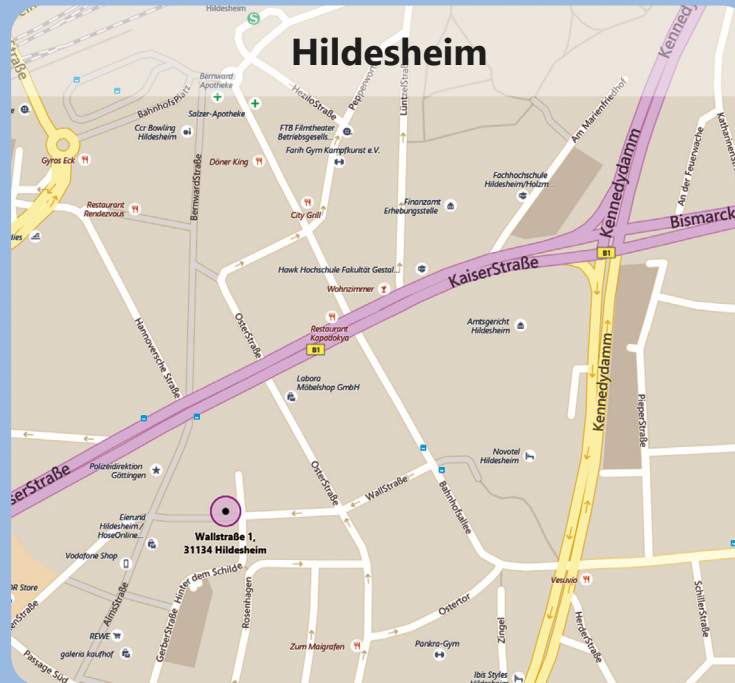 Hildesheim
Hildesheim
Kennedy
Bernward
Apotheke
BahnhofsPlatz
HeziloStraße
LüntzelStraße
Salzer-Apotheke
Ccr Bowling
Hildesheim
FTB Filmtheater
Betriebsgesells...
Farih Gym Kampfkunst e.V.
Am Marienfriedhof
An der Feuerwache
Gyros Eck
Döner King
BernwardStraße
Fachhochschule
Hildesheim/Holzm...
Kennedydamm
Restaurant
Rendezvous
City Grill
Finanzamt
Erhebungsstelle
Bismarck
B1
Hawk Hochschule Fakultät Gestal...
KaiserStraße
Wohnzimmer
Hannoversche Straße
OsterStraße
Restaurant
Kapadokya
B1
Amtsgericht
Hildesheim
Kennedydamm
Labora
Möbelshop GmbH
PieperStraße
Polizeidirektion
Göttingen
serStraße
OsterStraße
WallStraße
Bahnhofsallee
Novotel
Hildesheim
Eierund
Hildesheim /
HoseOnline...
Wallstraße 1,
31134 Hildesheim
Vodafone Shop
Hinter dem Schilde
AlmsStraße
GerberStraße
Rosenhagen
Ostertor
Vesuvio
Zingel
HerderStraße
SchillerStraße
REWE
galeria kaufhof
Passage Süd
Zum Maigrafen
Pankra-Gym
Ibis Styles
Hildesheim